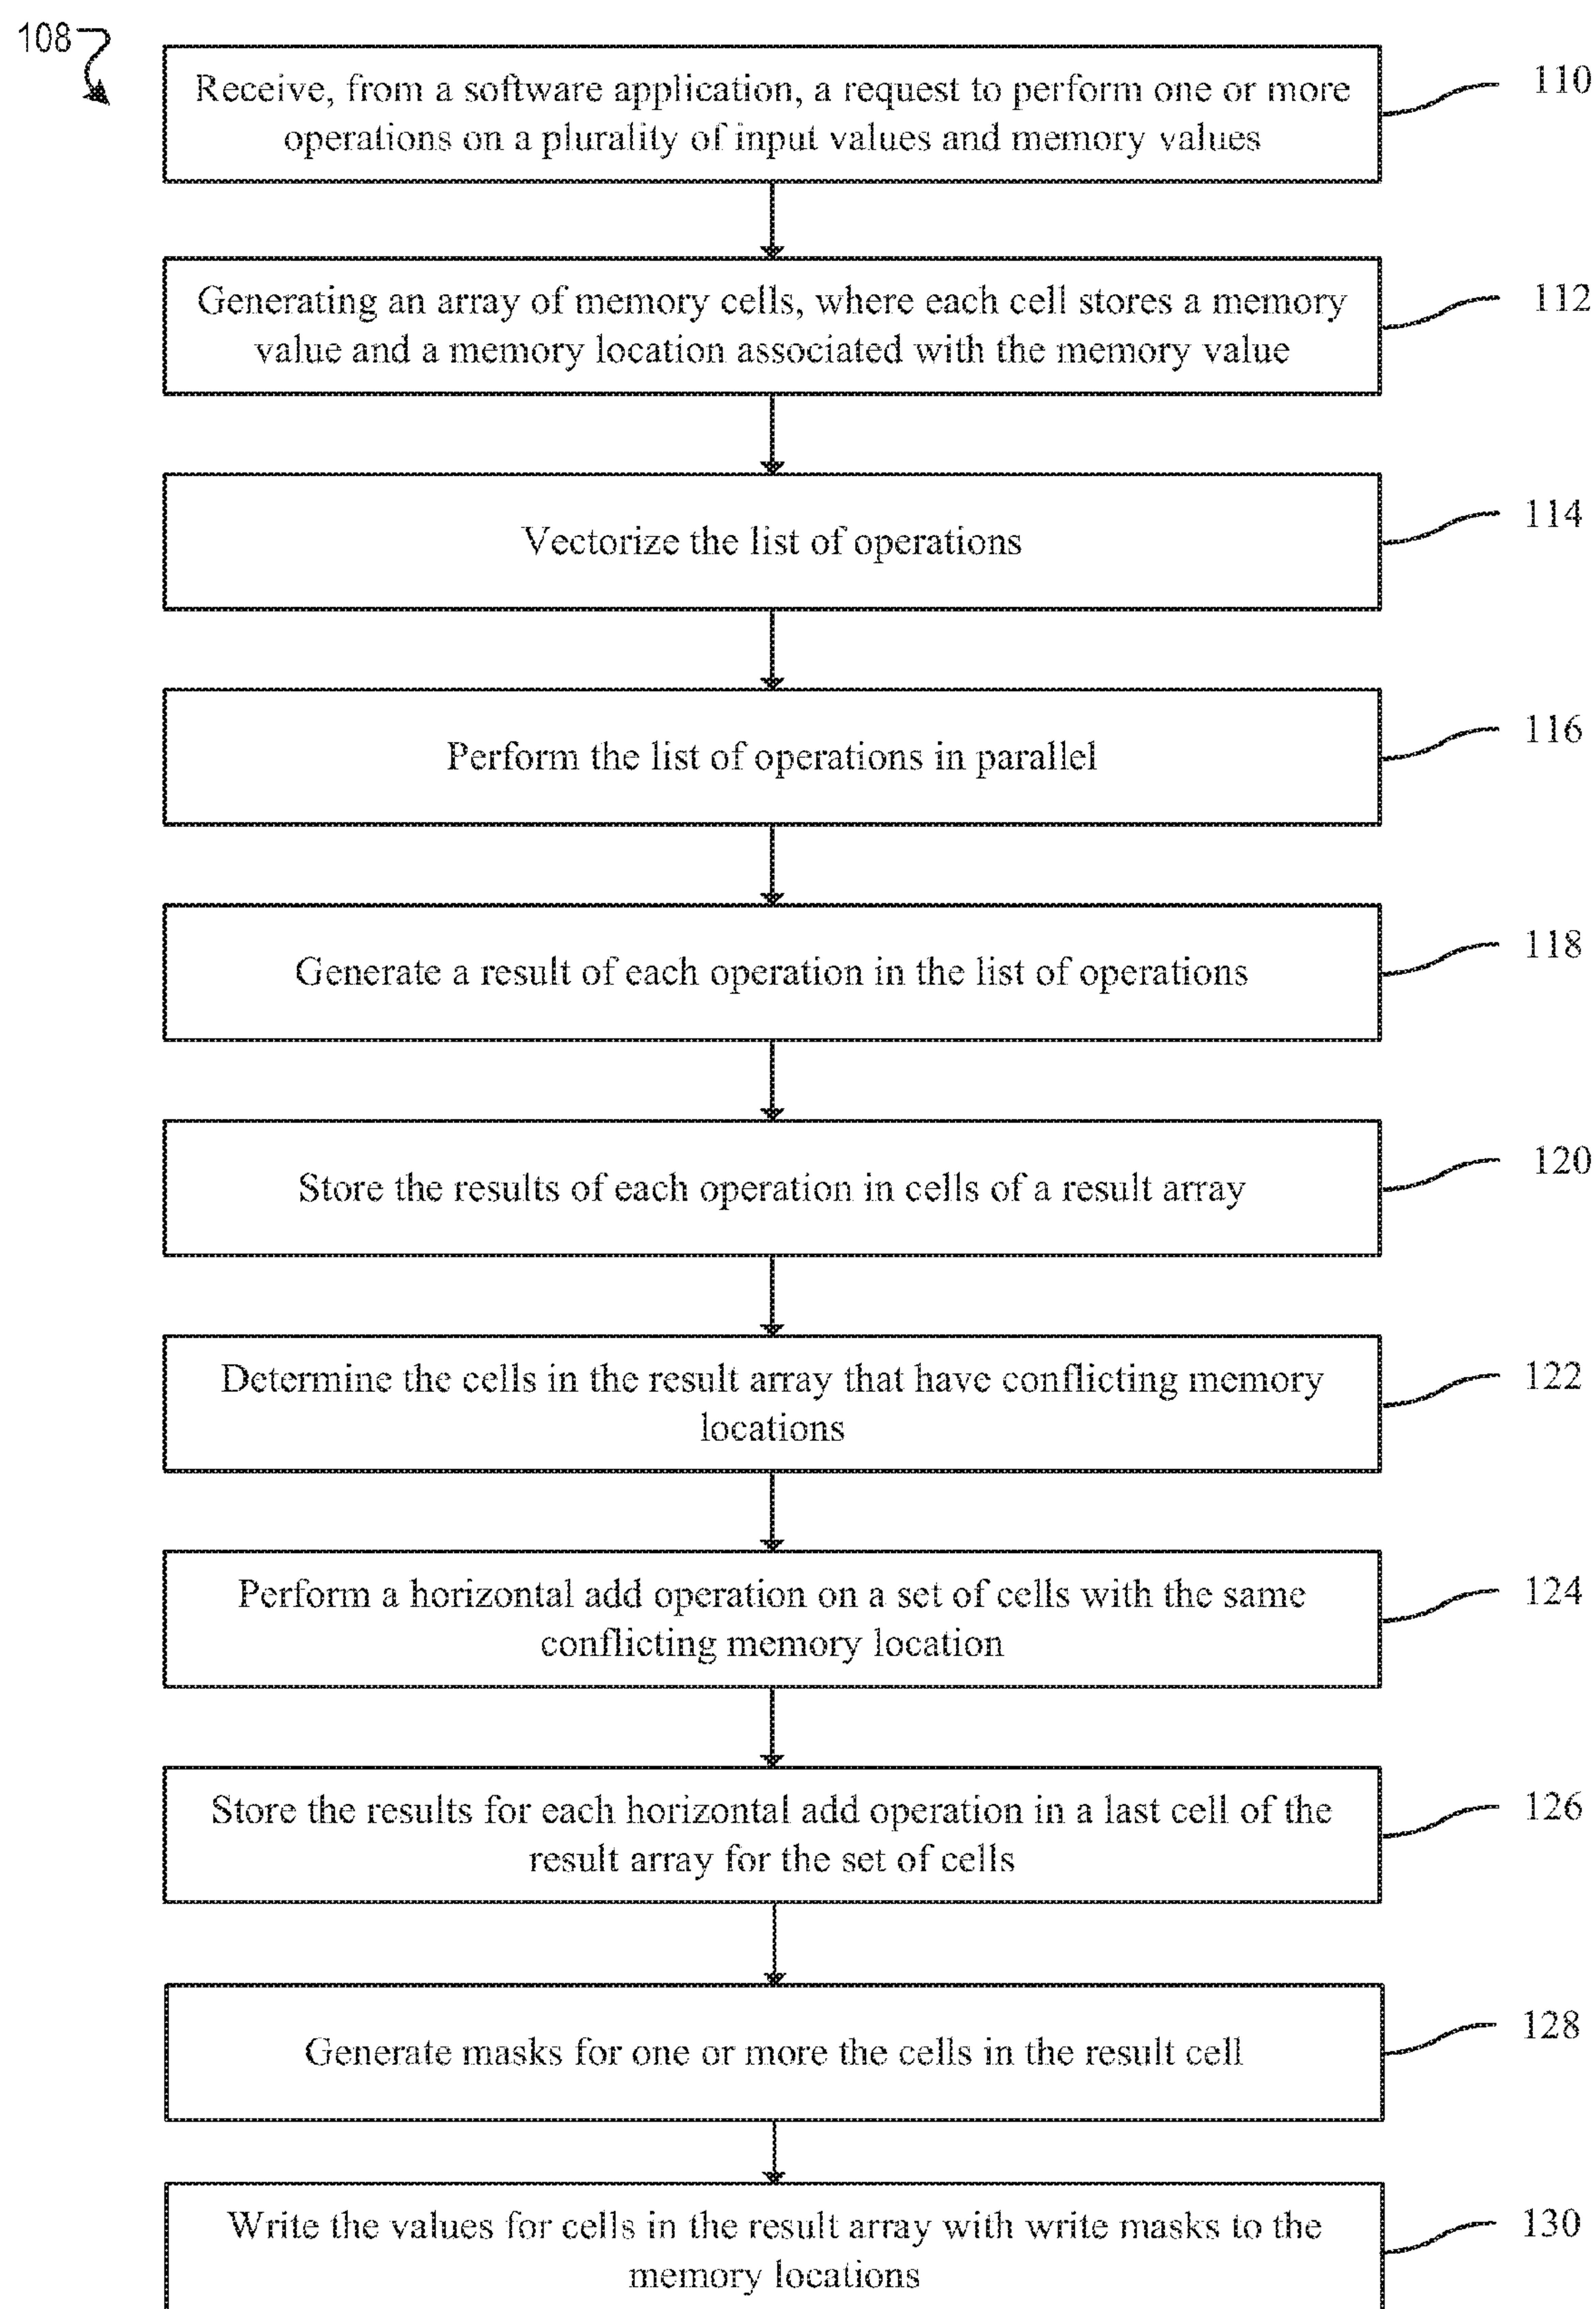 108
Receive, from a software application, a request to perform one or more
operations on a plurality of input values and memory values
110
Generating an array of memory cells, where each cell stores a memory
value and a memory location associated with the memory value
112
Vectorize the list of operations
114
Perform the list of operations in parallel
116
Generate a result of each operation in the list of operations
118
Store the results of each operation in cells of a result array
120
Determine the cells in the result array that have conflicting memory
locations
122
Perform a horizontal add operation on a set of cells with the same
conflicting memory location
124
Store the results for each horizontal add operation in a last cell of the
result array for the set of cells
126
Generate masks for one or more the cells in the result cell
128
Write the values for cells in the result array with write masks to the
memory locations
130